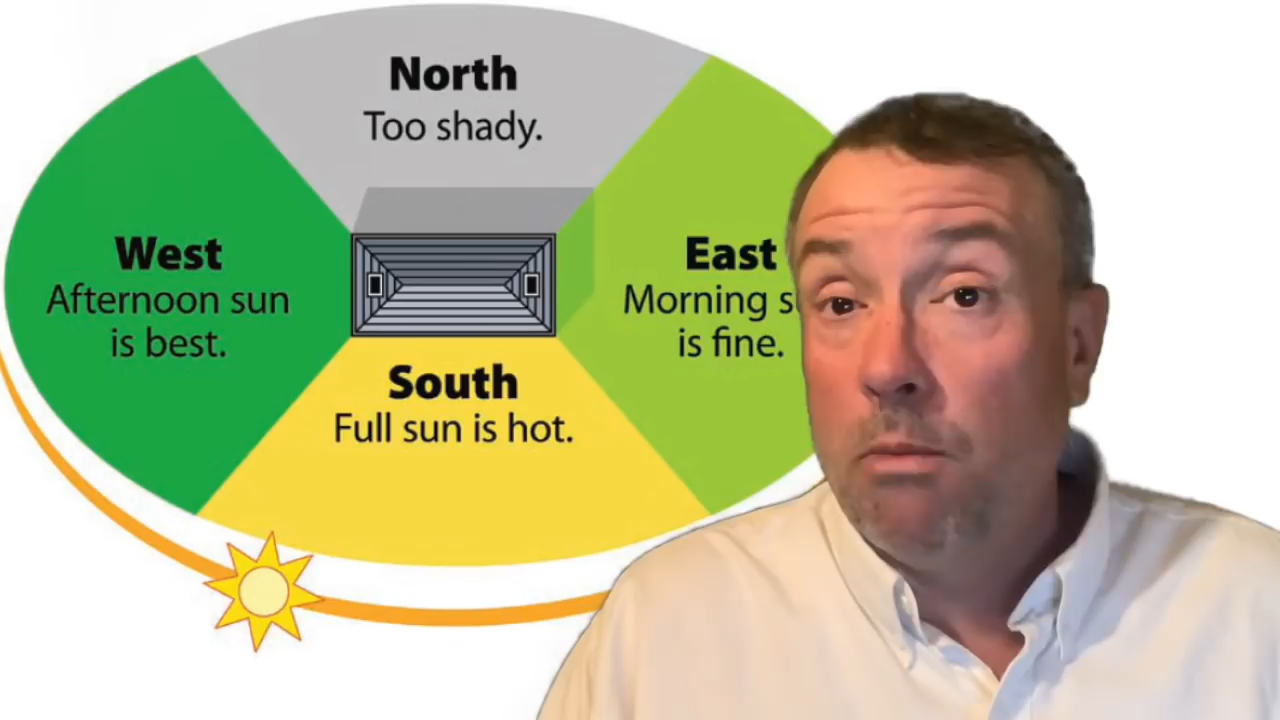 North
Too shady.
West
Afternoon sun
is best.
East
Morning
is fine.
South
Full sun is hot.